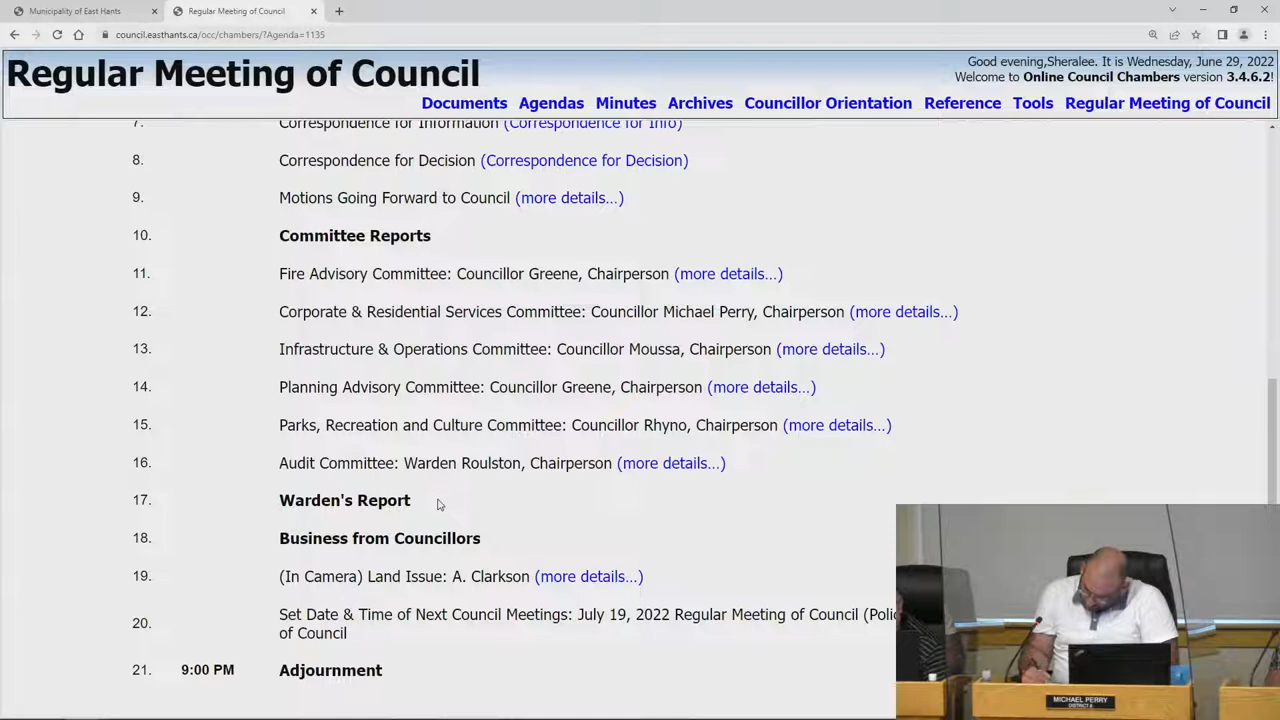 Municipality of East Hants
Regular Meeting of Council
council.easthants.ca/occ/chambers/?Agenda=1135
Regular Meeting of Council
Good evening,Sheralee. It is Wednesday, June 29, 2022
Welcome to Online Council Chambers version 3.4.6.2!
Documents Agendas Minutes Archives Councillor Orientation Reference Tools Regular Meeting of Council
7. Correspondence for Information (Correspondence for Info)
8. Correspondence for Decision (Correspondence for Decision)
9. Motions Going Forward to Council (more details...)
10. Committee Reports
11. Fire Advisory Committee: Councillor Greene, Chairperson (more details...)
12. Corporate & Residential Services Committee: Councillor Michael Perry, Chairperson (more details...)
13. Infrastructure & Operations Committee: Councillor Moussa, Chairperson (more details...)
14. Planning Advisory Committee: Councillor Greene, Chairperson (more details...)
15. Parks, Recreation and Culture Committee: Councillor Rhyno, Chairperson (more details...)
16. Audit Committee: Warden Roulston, Chairperson (more details...)
17. Warden's Report
18. Business from Councillors
19. (In Camera) Land Issue: A. Clarkson (more details...)
20. Set Date & Time of Next Council Meetings: July 19, 2022 Regular Meeting of Council
of Council
21. 9:00 PM Adjournment
MICHAEL PERRY